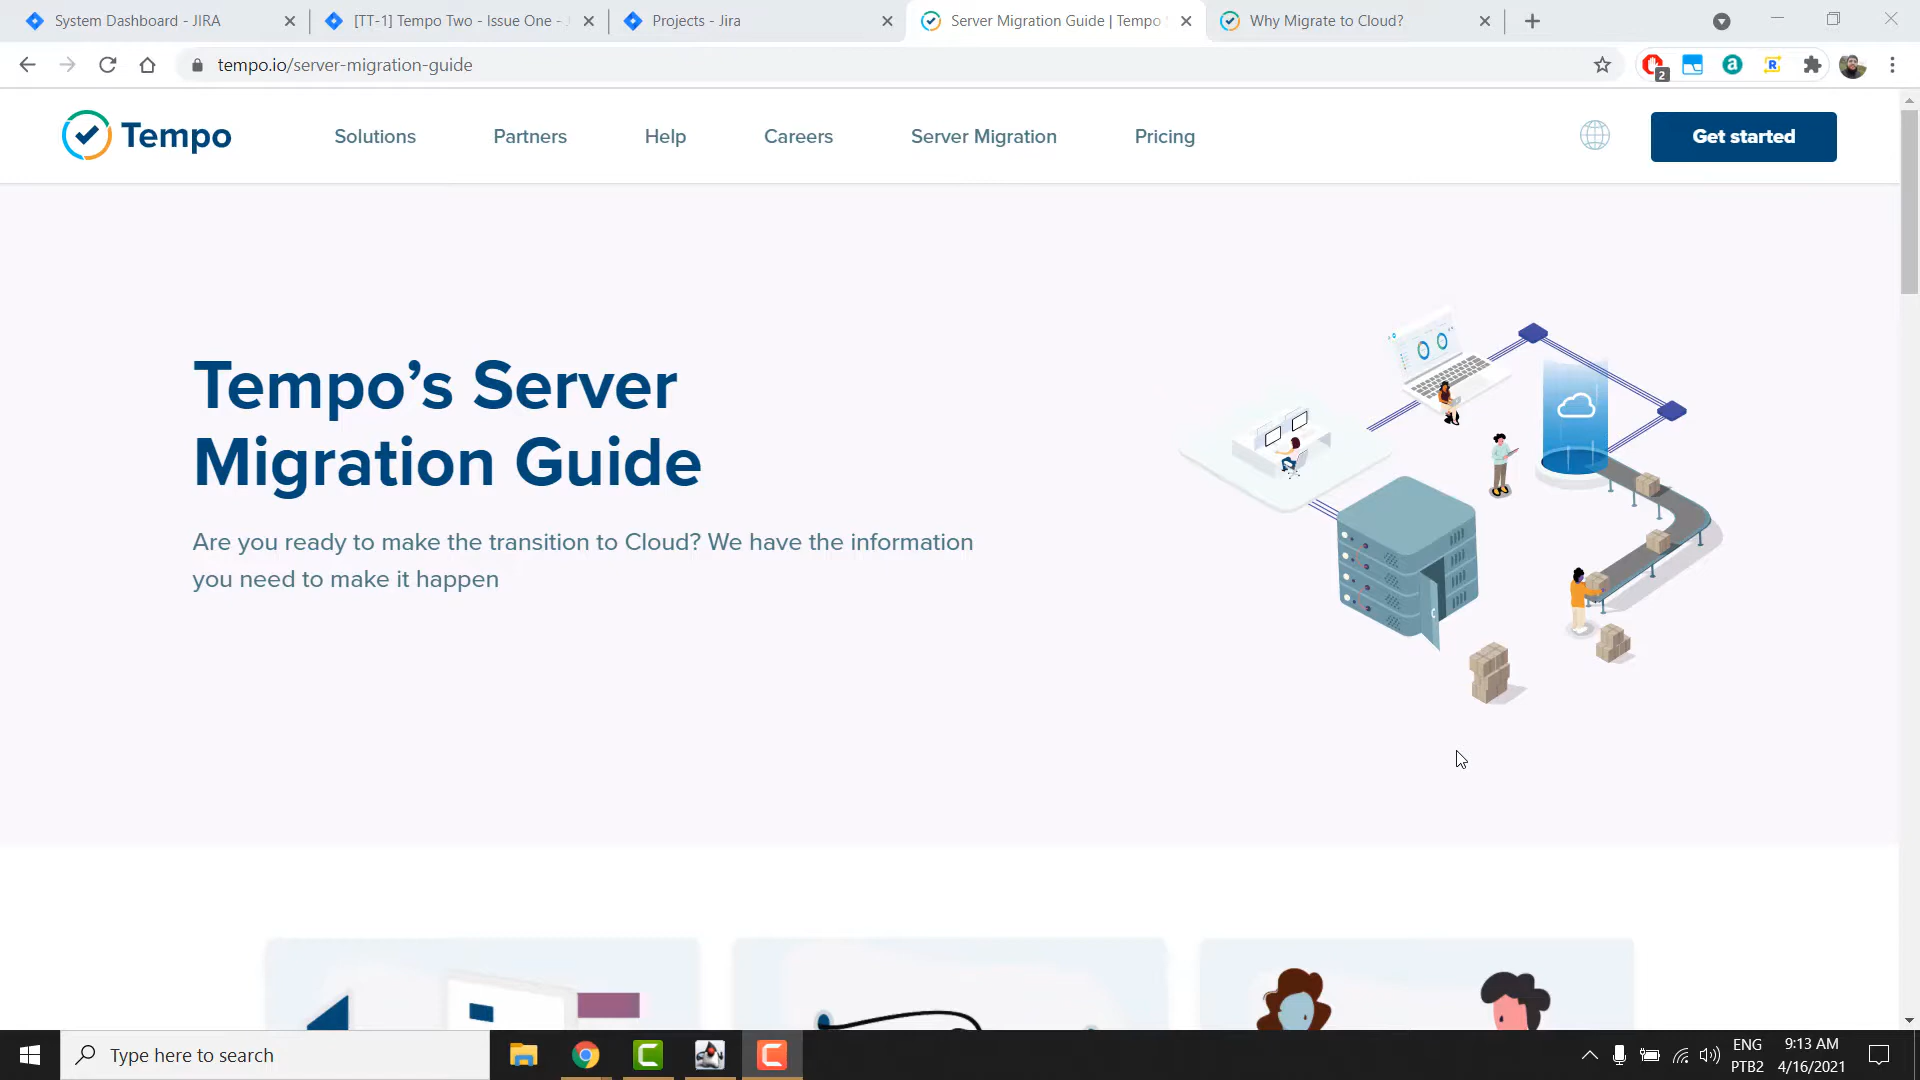 System Dashboard - JIRA
[TT-1] Tempo Two - Issue One -
Projects - Jira
Server Migration Guide | Tempo
Why Migrate to Cloud?
tempo.io/server-migration-guide
2
a
R
Tempo
Solutions
Partners
Help
Careers
Server Migration
Pricing
Get started
Tempo’s Server
Migration Guide
Are you ready to make the transition to Cloud? We have the information
you need to make it happen
Type here to search
ENG
PTB2
9:13 AM
4/16/2021